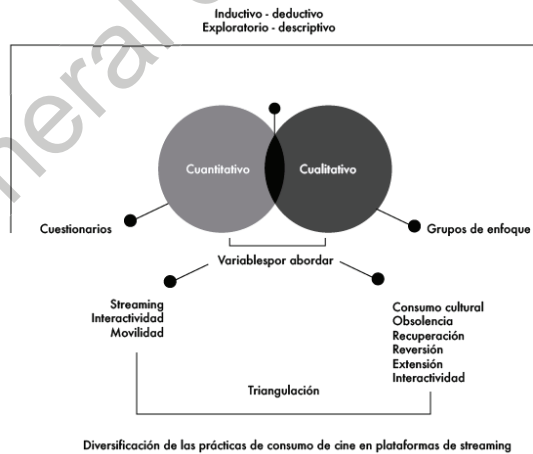 Inductivo - deductivo
Exploratorio - descriptivo
neral
Cuantitativo
Cualitativo
Cuestionarios
Grupos de enfoque
Variablespor abordar
Streaming
Interactividad
Movilidad
Consumo cultural
Obsolencia
Recuperación
Reversión
Extensión
Interactividad
Triangulación
Diversificación de las prácticas de consumo de cine en plataformas de streaming